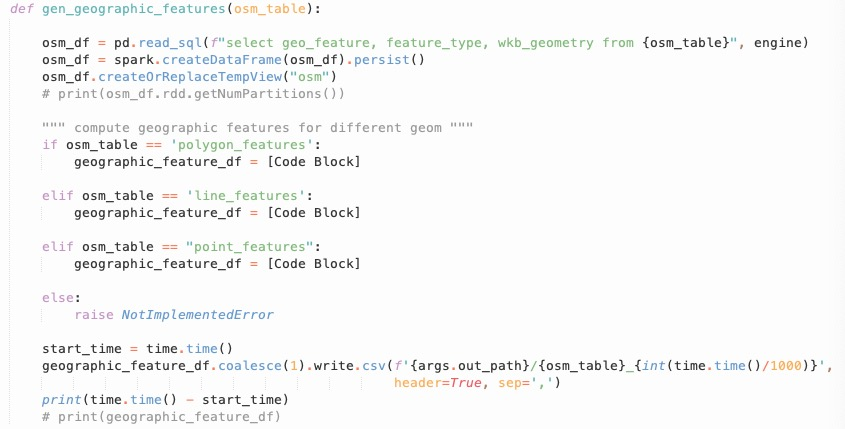 def gen_geographic_features(osm_table):
osm_df = pd.read_sql(f"select geo_feature, feature_type, wkb_geometry from {osm_table}", engine)
osm_df = spark.createDataFrame(osm_df).persist()
osm_df.createOrReplaceTempView("osm")
# print(osm_df.rdd.getNumPartitions())
""" compute geographic features for different geom """
if osm_table == 'polygon_features':
geographic_feature_df = [Code Block]
elif osm_table == 'line_features':
geographic_feature_df = [Code Block]
elif osm_table == "point_features":
geographic_feature_df = [Code Block]
else:
raise NotImplementedError
start_time = time.time()
geographic_feature_df.coalesce(1).write.csv(f'{args.out_path}/{osm_table}_{int(time.time()/1000)}',
header=True, sep=',')
print(time.time() - start_time)
# print(geographic_feature_df)